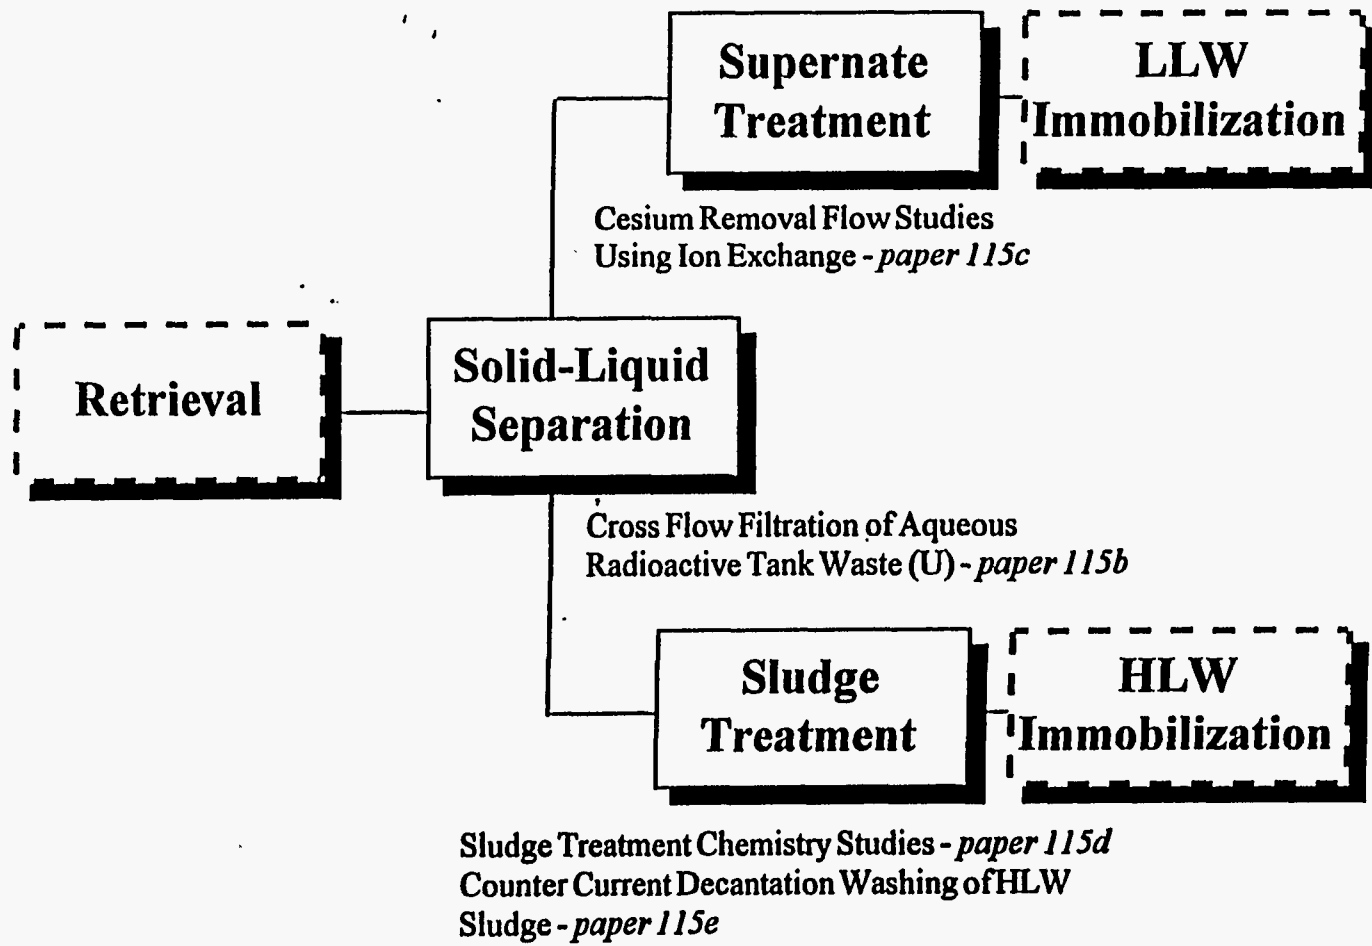 Supernate
Treatment
LLW
Immobilization
Cesium Removal Flow Studies
Using Ion Exchange - paper 115c
Retrieval
Solid-Liquid
Separation
Cross Flow Filtration of Aqueous
Radioactive Tank Waste (U) - paper 115b
Sludge
Treatment
HLW
Immobilization
Sludge Treatment Chemistry Studies - paper 115d
Counter Current Decantation Washing of HLW
Sludge - paper 115e